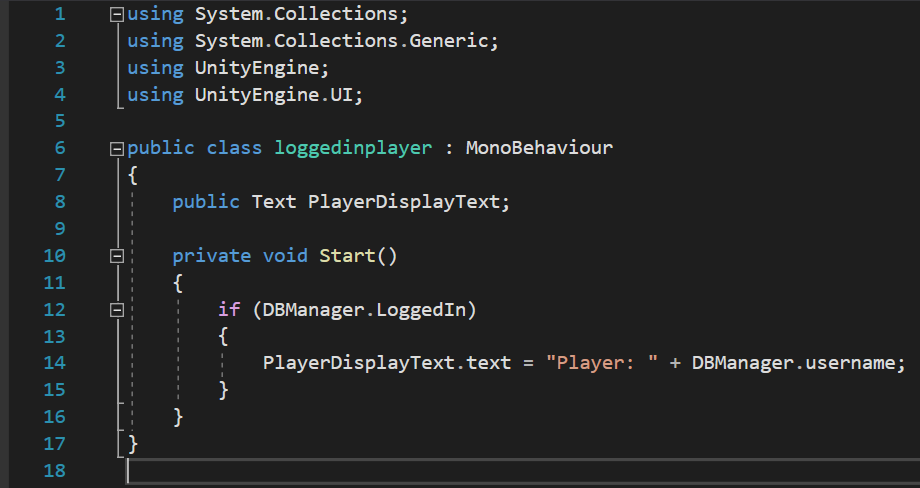 1 using System.Collections;
2 using System.Collections.Generic;
3 using UnityEngine;
4 using UnityEngine.UI;
5
6 public class loggedinplayer : MonoBehaviour
7 {
8     public Text PlayerDisplayText;
9
10     private void Start()
11     {
12         if (DBManager.LoggedIn)
13         {
14             PlayerDisplayText.text = "Player: " + DBManager.username;
15         }
16     }
17 }
18